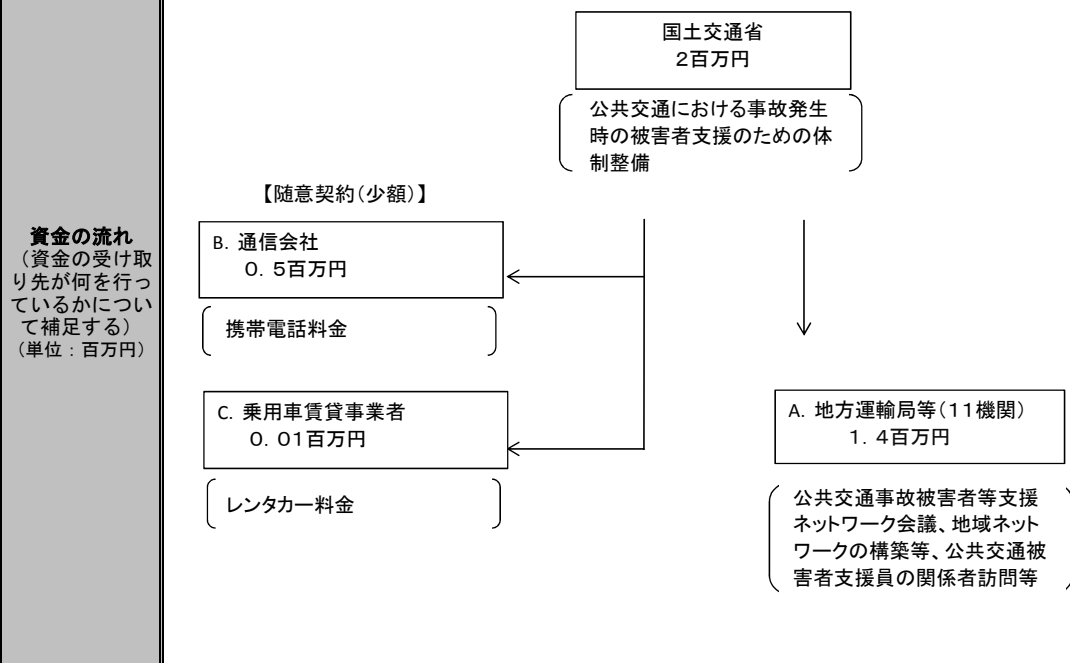 資金の流れ
（資金の受け取
り先が何を行っ
ているかについ
て補足する）
（単位：百万円）
国土交通省
２百万円
公共交通における事故発生
時の被害者支援のための体
制整備
【随意契約（少額）】
B. 通信会社
０．５百万円
携帯電話料金
C. 乗用車賃貸事業者
０．０１百万円
レンタカー料金
A. 地方運輸局等（１１機関）
１．４百万円
公共交通事故被害者等支援
ネットワーク会議、地域ネット
ワークの構築等、公共交通被
害者支援員の関係者訪問等